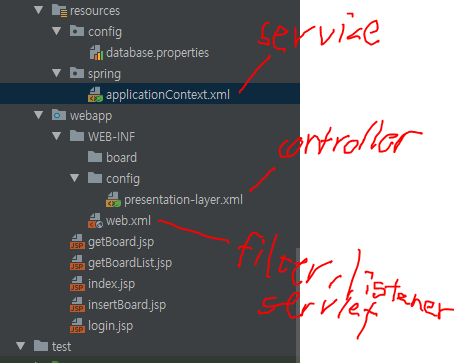 resources
config
database.properties
spring
applicationContext.xml
service
webapp
WEB-INF
board
config
presentation-layer.xml
controller
web.xml
filter, listener
servlet
getBoard.jsp
getBoardList.jsp
index.jsp
insertBoard.jsp
login.jsp
test